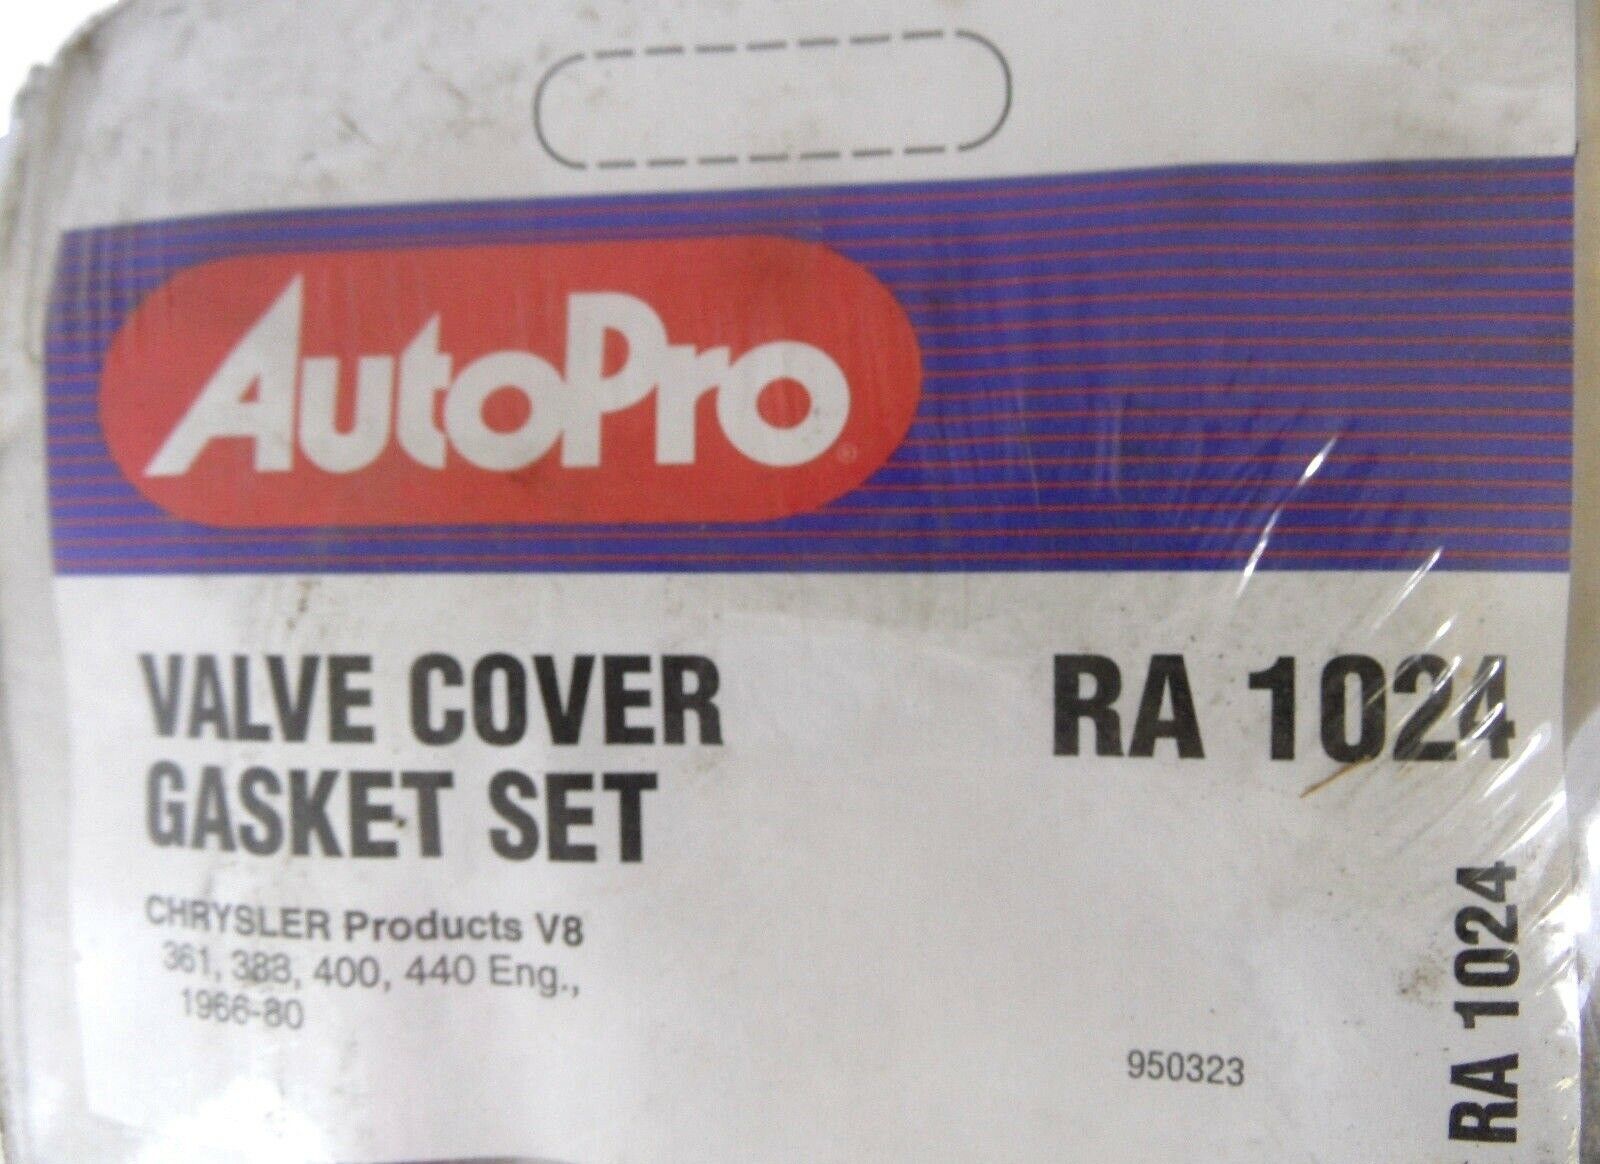 AutoPro®
VALVE COVER
GASKET SET
RA 1024
CHRYSLER Products V8
361, 383, 400, 440 Eng.,
1966-80
950323
RA 1024